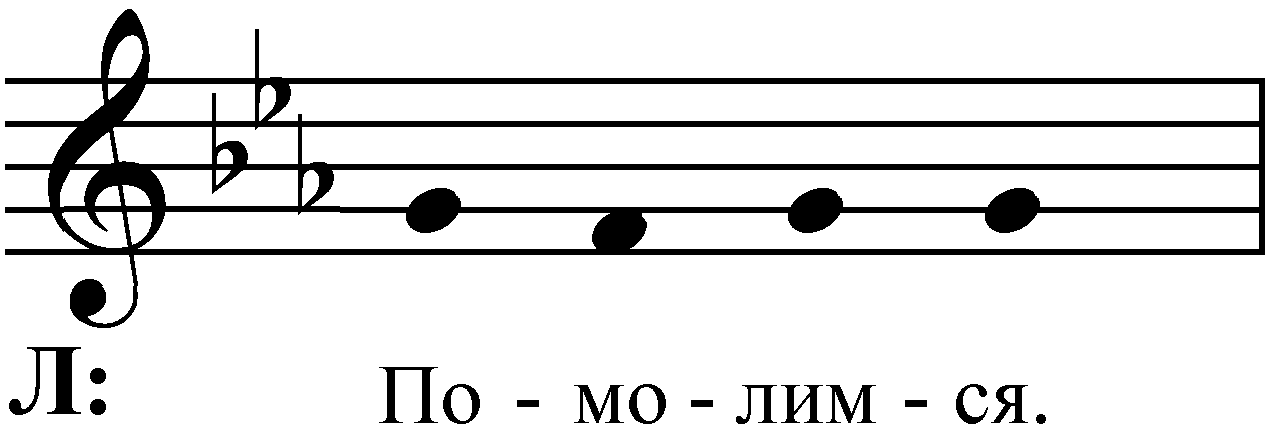 Л: По - мо - лим - ся.